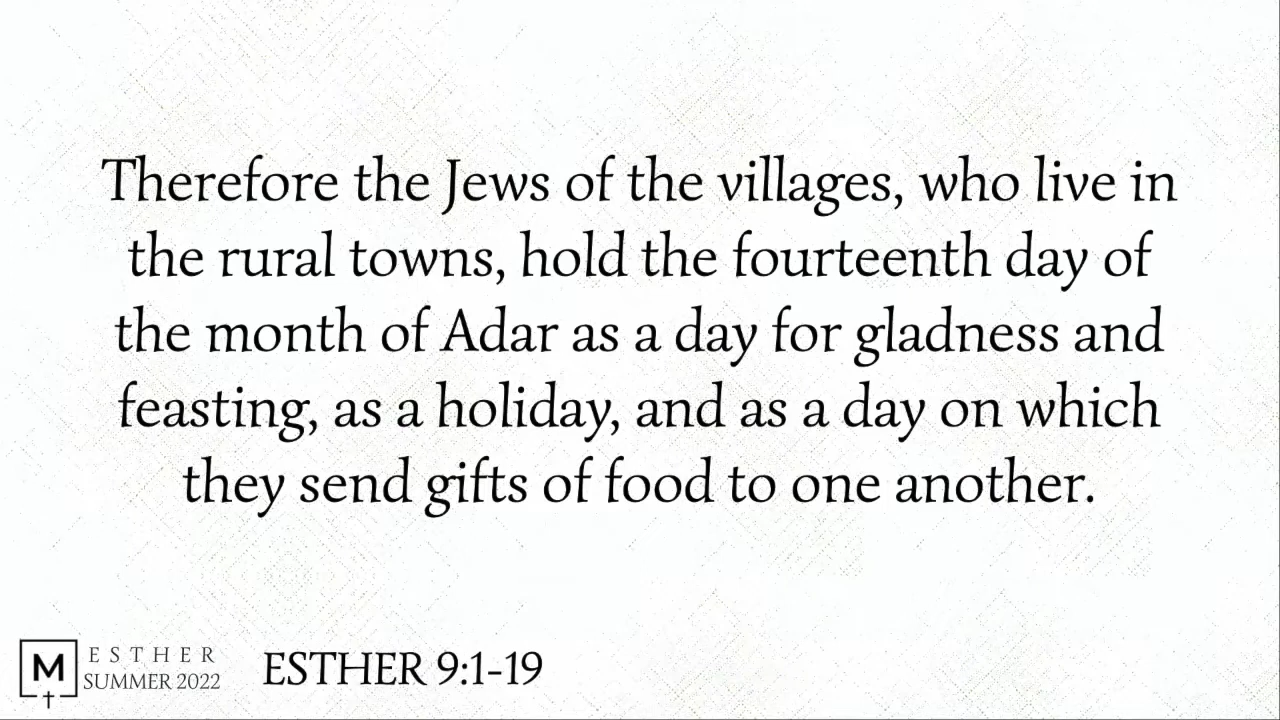 Therefore the Jews of the villages, who live in
the rural towns, hold the fourteenth day of
the month of Adar as a day for gladness and
feasting, as a holiday, and as a day on which
they send gifts of food to one another.
M
ESTHER
SUMMER 2022
ESTHER 9:1-19